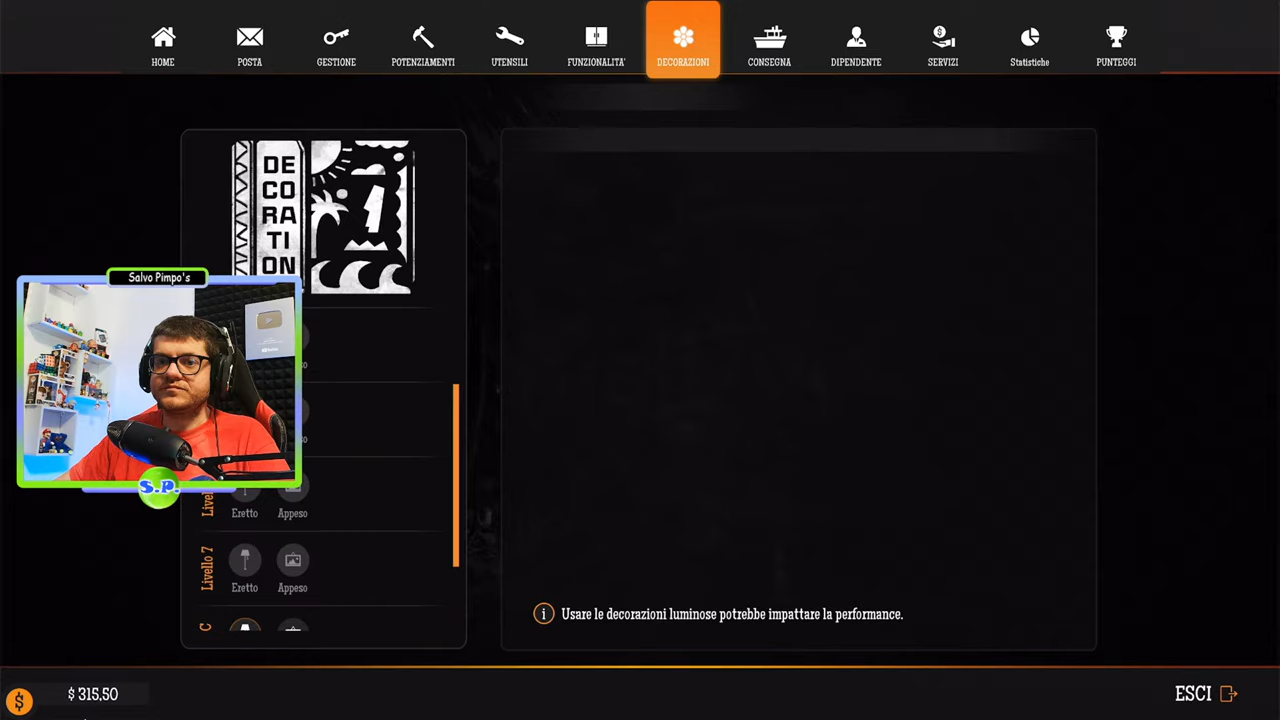 HOME
POSTA
GESTIONE
POTENZIAMENTI
UTENSILI
FUNZIONALITA'
DECORAZIONI
CONSEGNA
DIPENDENTE
SERVIZI
Statistiche
PUNTEGGI
DE
CO
RA
TI
ON
Salvo Pimpo's
S.P.
Eretto
Appeso
Livello 7
Eretto
Appeso
C
Usare le decorazioni luminose potrebbe impattare la performance.
$ 315,50
ESCI